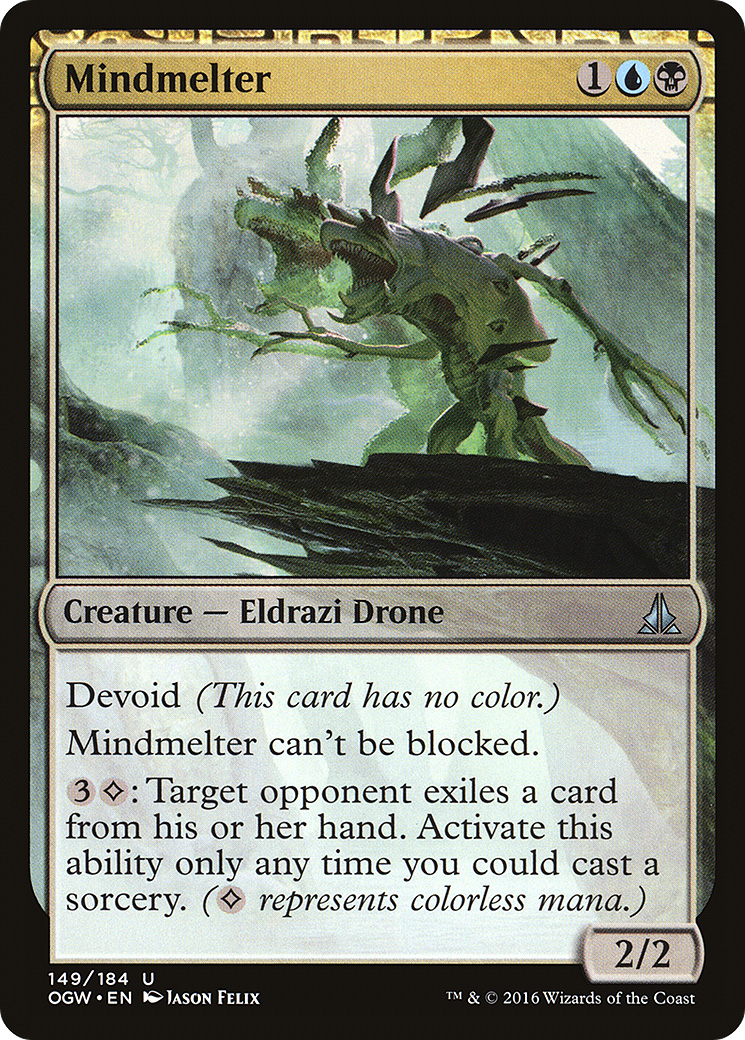 Mindmelter 1
Creature — Eldrazi Drone
Devoid (This card has no color.)
Mindmelter can't be blocked.
3: Target opponent exiles a card
from his or her hand. Activate this
ability only any time you could cast a
sorcery. ( represents colorless mana.)
2/2
149/184 U
OGW • EN Jason Felix
™ & © 2016 Wizards of the Coast